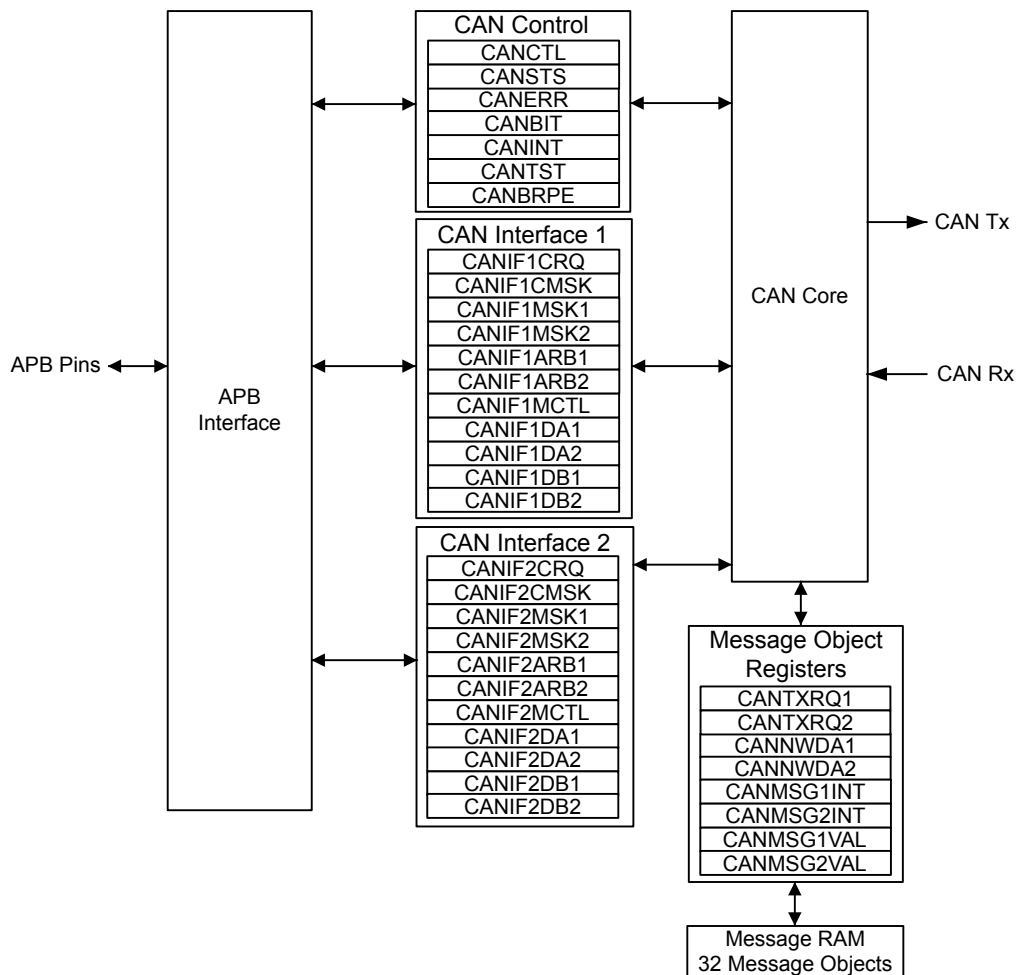 CAN Control
CANCTL
CANSTS
CANERR
CANBIT
CANINT
CANTST
CANBRPE
CAN Interface 1
CANIF1CRQ
CANIF1CMSK
CANIF1MSK1
CANIF1MSK2
CANIF1ARB1
CANIF1ARB2
CANIF1MCTL
CANIF1DA1
CANIF1DA2
CANIF1DB1
CANIF1DB2
CAN Interface 2
CANIF2CRQ
CANIF2CMSK
CANIF2MSK1
CANIF2MSK2
CANIF2ARB1
CANIF2ARB2
CANIF2MCTL
CANIF2DA1
CANIF2DA2
CANIF2DB1
CANIF2DB2
APB Pins
APB
Interface
CAN Core
CAN Tx
CAN Rx
Message Object
Registers
CANTXRQ1
CANTXRQ2
CANNWDA1
CANNWDA2
CANMSG1INT
CANMSG2INT
CANMSG1VAL
CANMSG2VAL
Message RAM
32 Message Objects